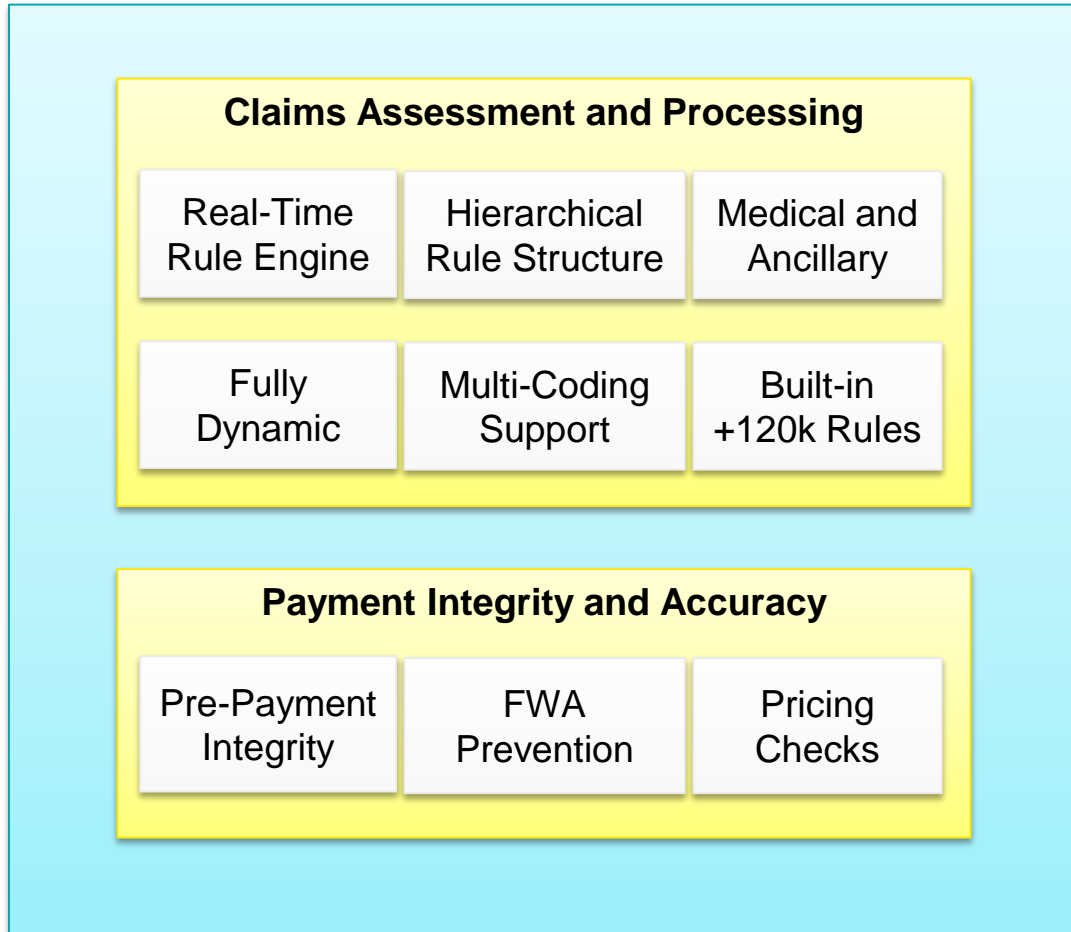 Claims Assessment and Processing
Real-Time
Rule Engine
Hierarchical
Rule Structure
Medical and
Ancillary
Fully
Dynamic
Multi-Coding
Support
Built-in
+120k Rules
Payment Integrity and Accuracy
Pre-Payment
Integrity
FWA
Prevention
Pricing
Checks